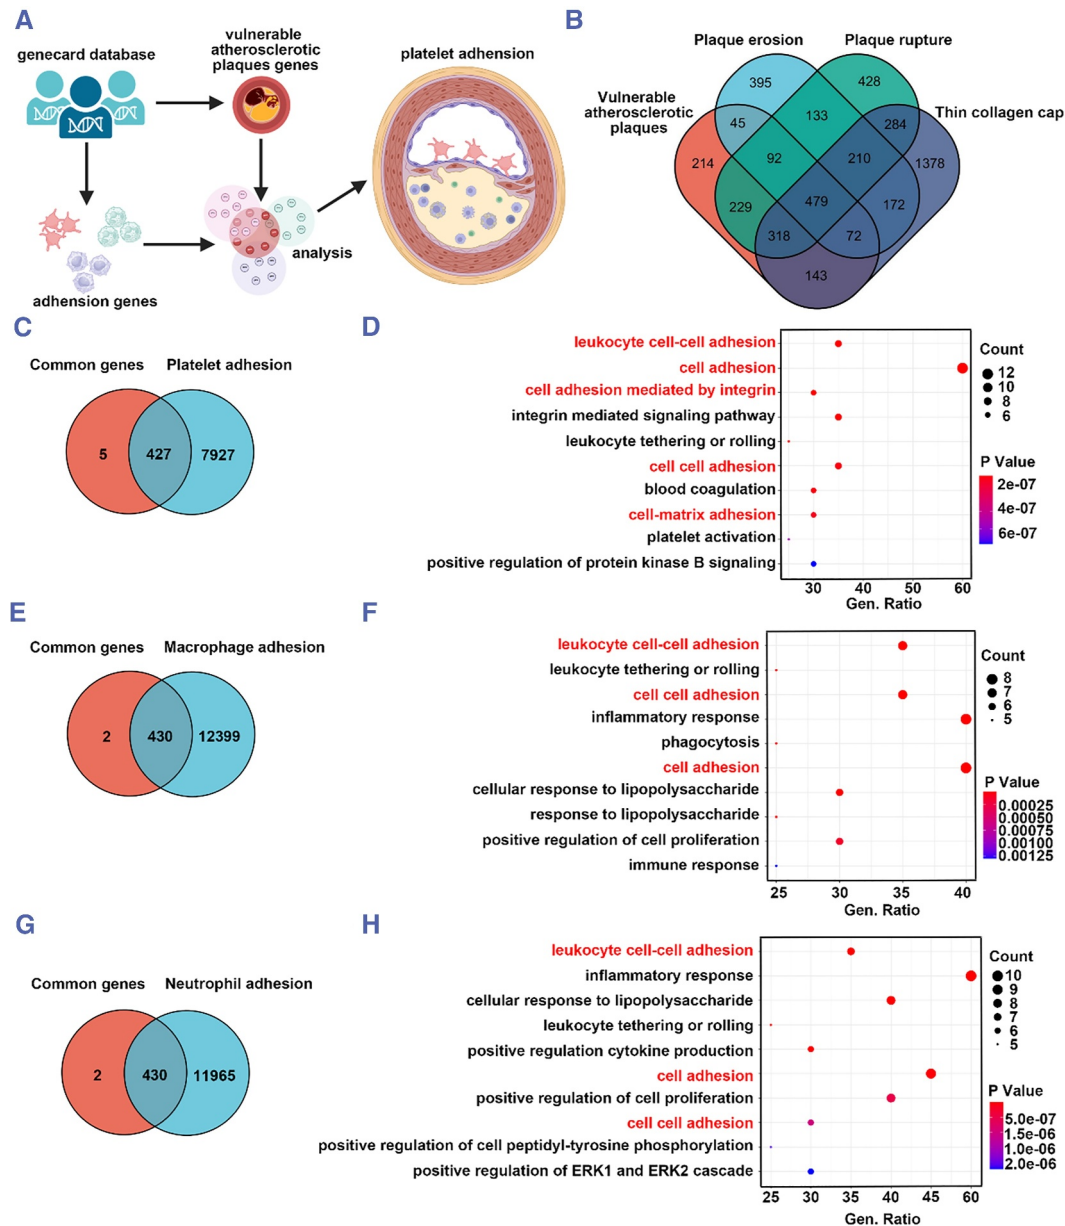 A
genecard database
vulnerable
atherosclerotic
plaques genes
platelet adhension
analysis
adhension genes
B
Plaque erosion
Plaque rupture
Vulnerable
atherosclerotic
plaques
Thin collagen cap
395
428
45
133
284
214
92
210
1378
229
479
172
318
72
143
C
Common genes
Platelet adhesion
5
427
7927
D
leukocyte cell-cell adhesion
cell adhesion
cell adhesion mediated by integrin
integrin mediated signaling pathway
leukocyte tethering or rolling
cell cell adhesion
blood coagulation
cell-matrix adhesion
platelet activation
positive regulation of protein kinase B signaling
30 40 50 60
Gen. Ratio
Count
12
10
8
6
P Value
2e-07
4e-07
6e-07
E
Common genes
Macrophage adhesion
2
430
12399
F
leukocyte cell-cell adhesion
leukocyte tethering or rolling
cell cell adhesion
inflammatory response
phagocytosis
cell adhesion
cellular response to lipopolysaccharide
response to lipopolysaccharide
positive regulation of cell proliferation
immune response
25 30 35 40
Gen. Ratio
Count
8
7
6
5
P Value
0.00025
0.00050
0.00075
0.00100
0.00125
G
Common genes
Neutrophil adhesion
2
430
11965
H
leukocyte cell-cell adhesion
inflammatory response
cellular response to lipopolysaccharide
leukocyte tethering or rolling
positive regulation cytokine production
cell adhesion
positive regulation of cell proliferation
cell cell adhesion
positive regulation of cell peptidyl-tyrosine phosphorylation
positive regulation of ERK1 and ERK2 cascade
25 30 35 40 45 60
Gen. Ratio
Count
10
9
8
7
6
5
P Value
5.0e-07
1.5e-06
1.0e-06
2.0e-06